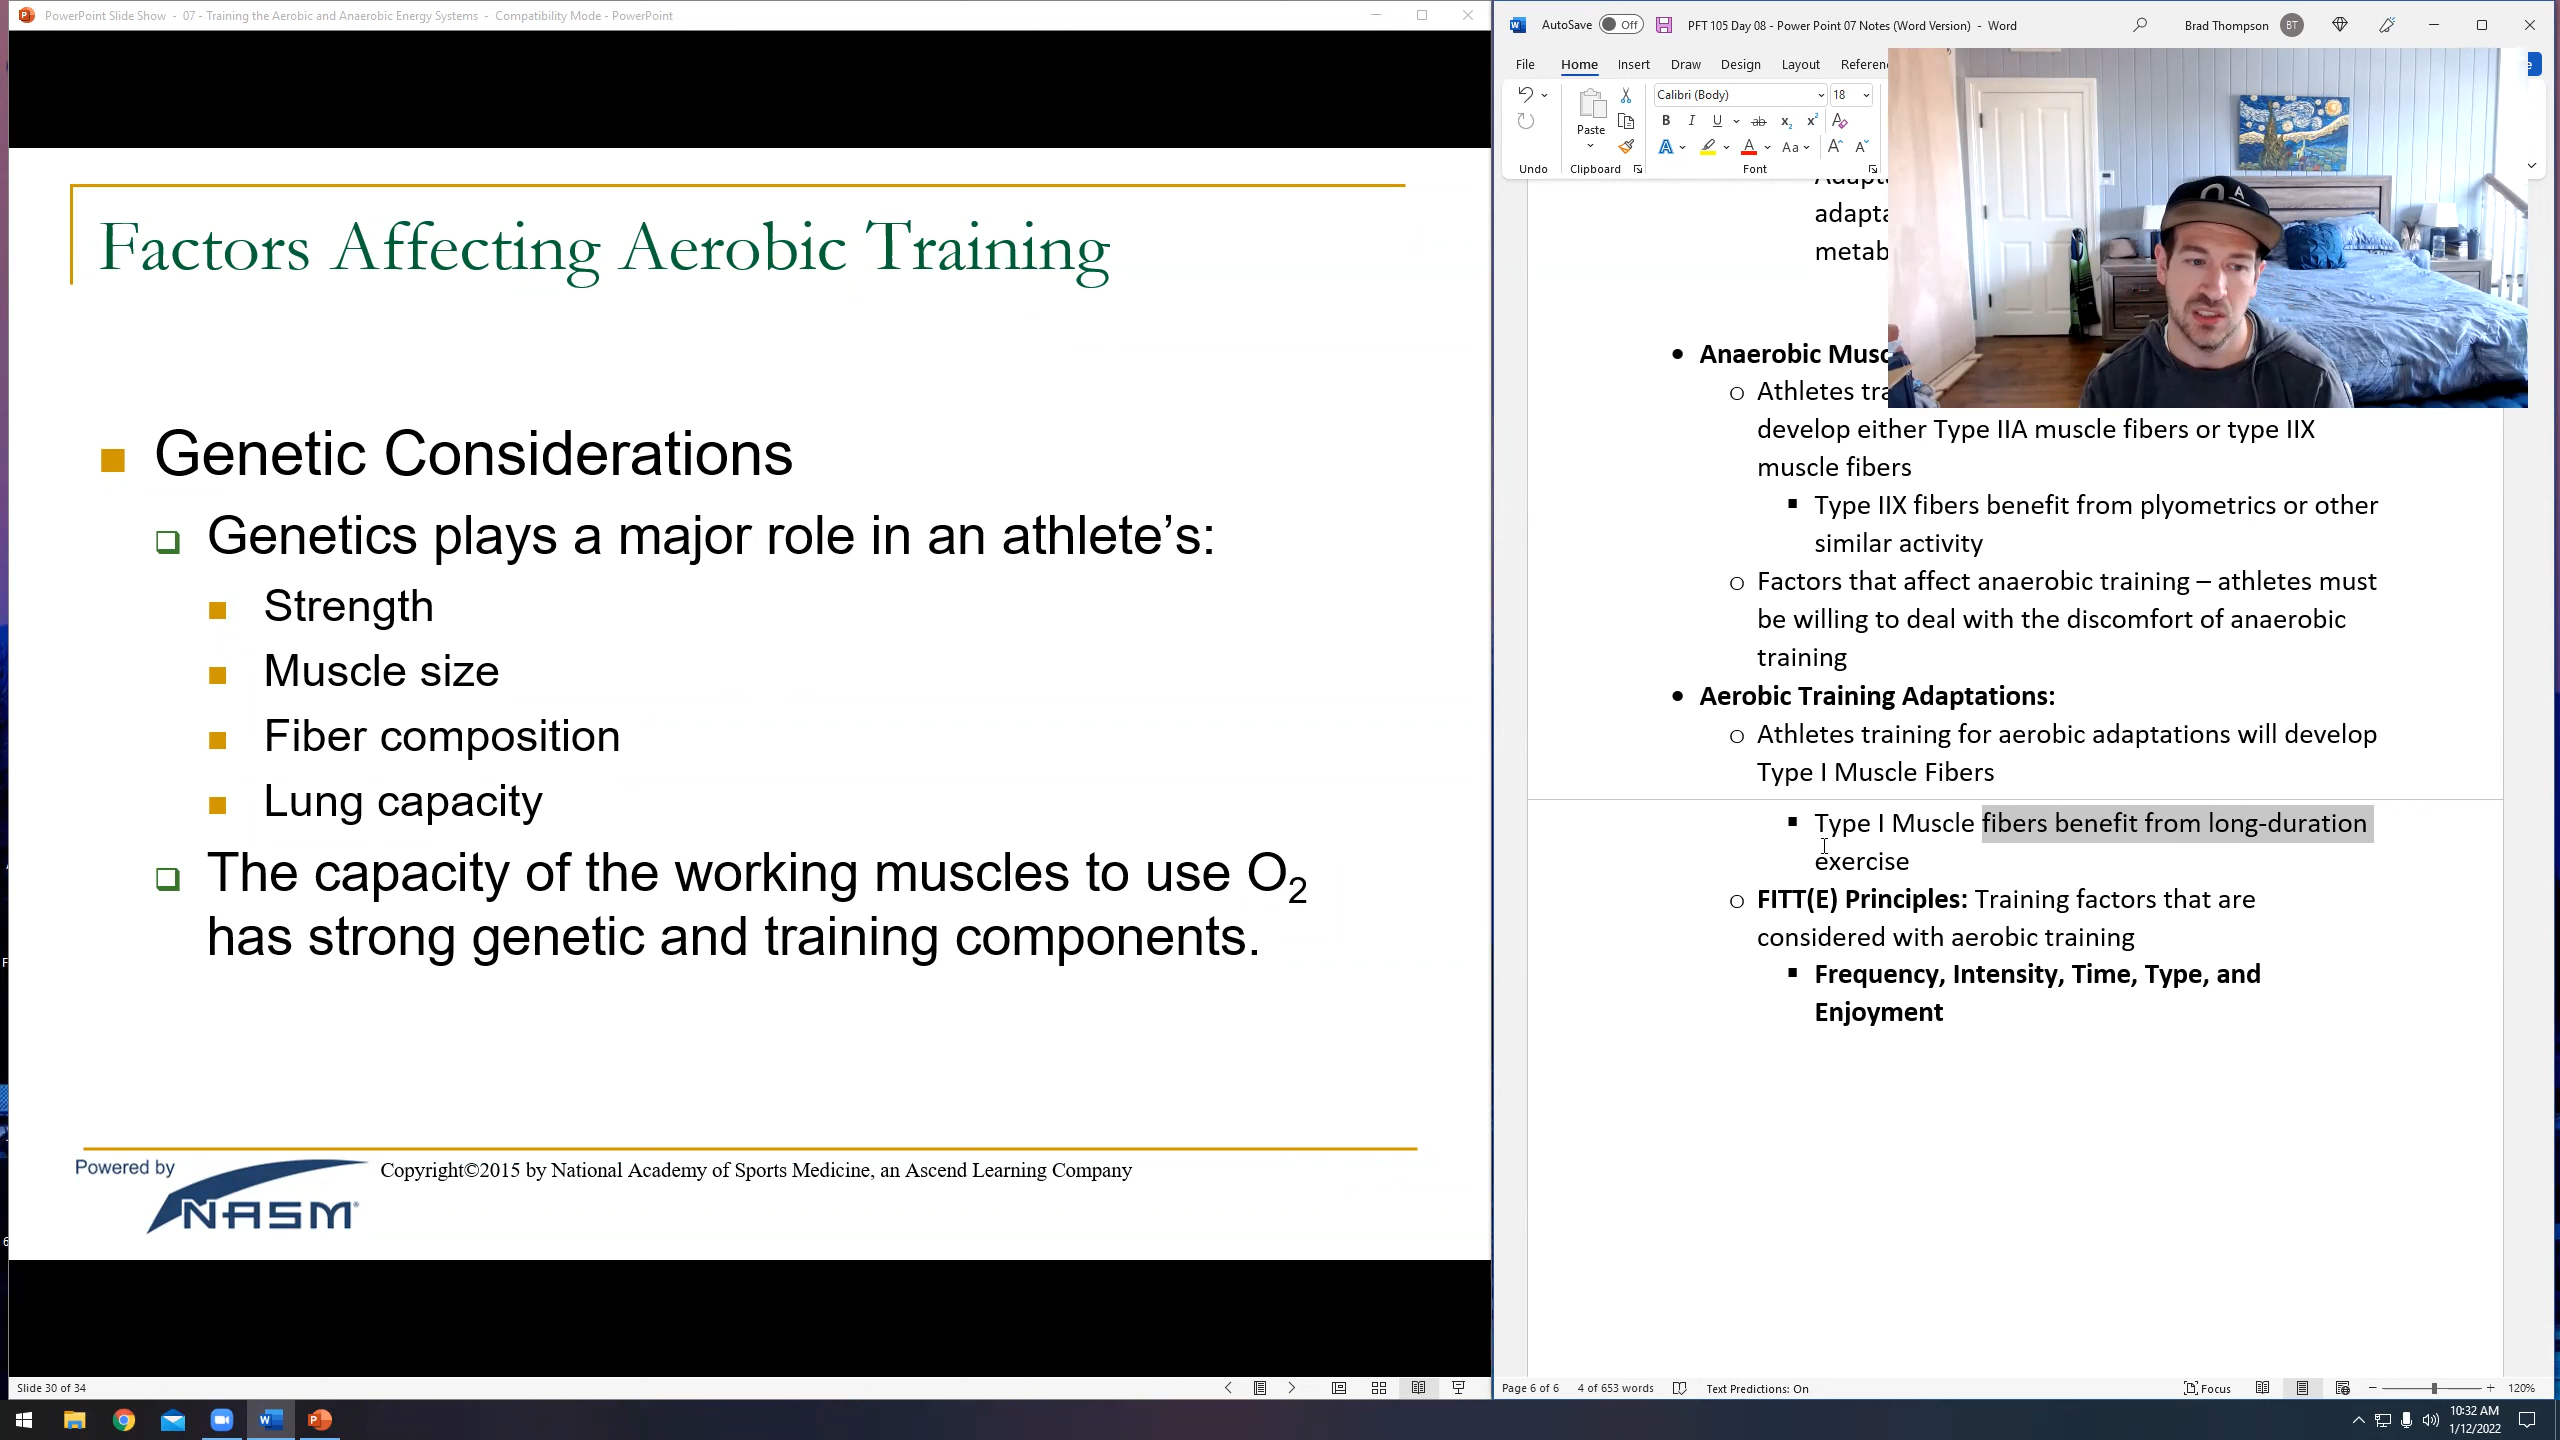 PowerPoint Slide Show - 07 - Training the Aerobic and Anaerobic Energy Systems - Compatibility Mode - PowerPoint
Factors Affecting Aerobic Training
Genetic Considerations
Genetics plays a major role in an athlete’s:
Strength
Muscle size
Fiber composition
Lung capacity
The capacity of the working muscles to use O2
has strong genetic and training components.
Powered by
NASM
Copyright©2015 by National Academy of Sports Medicine, an Ascend Learning Company
Slide 30 of 34
AutoSave Off PFT 105 Day 08 - Power Point 07 Notes (Word Version) - Word Brad Thompson BT
File Home Insert Draw Design Layout Referenc
Calibri (Body) 18
Paste B I U ab x2 x2 A
A A Aa A A
Undo Clipboard Font
adapta
metab
• Anaerobic Musc
o Athletes tra
develop either Type IIA muscle fibers or type IIX
muscle fibers
▪ Type IIX fibers benefit from plyometrics or other
similar activity
o Factors that affect anaerobic training – athletes must
be willing to deal with the discomfort of anaerobic
training
• Aerobic Training Adaptations:
o Athletes training for aerobic adaptations will develop
Type I Muscle Fibers
▪ Type I Muscle fibers benefit from long-duration
exercise
o FITT(E) Principles: Training factors that are
considered with aerobic training
▪ Frequency, Intensity, Time, Type, and
Enjoyment
Page 6 of 6 4 of 653 words Text Predictions: On Focus 120%
10:32 AM
1/12/2022